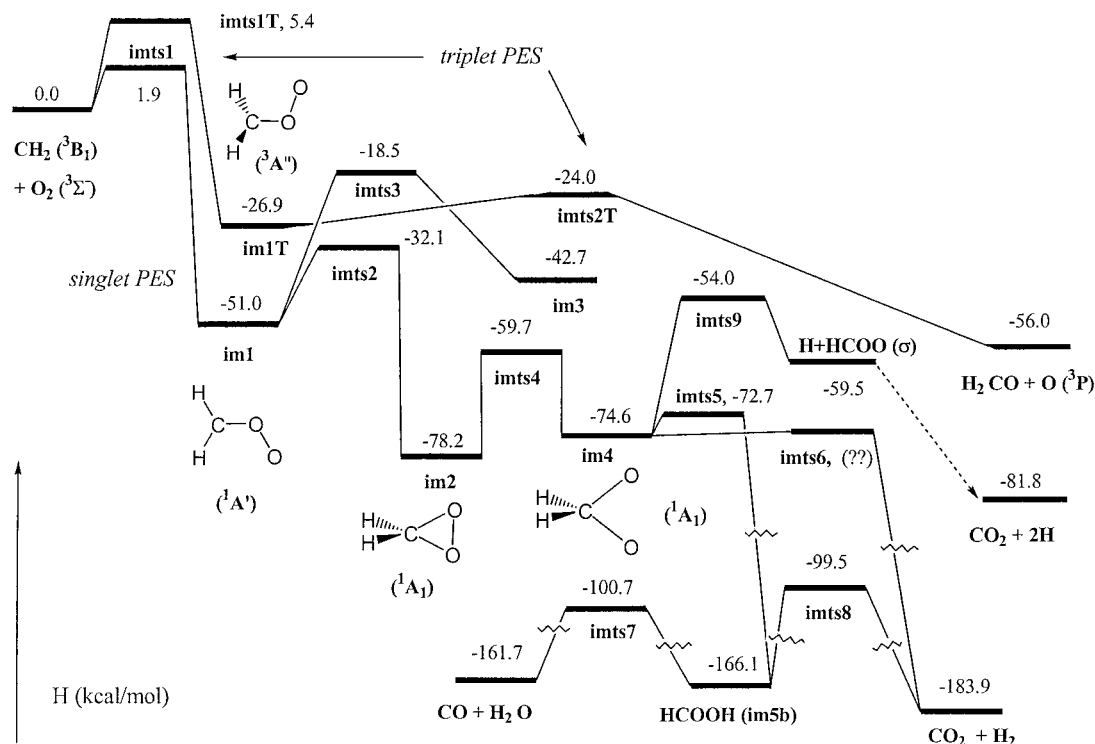 imts1T, 5.4
imts1
triplet PES
0.0
1.9
H
O
C
O
H
(³A")
CH₂ (³B₁)
+ O₂ (³Σ⁻)
-18.5
imts3
-24.0
imts2T
-26.9
im1T
-32.1
imts2
singlet PES
-42.7
im3
-51.0
im1
-54.0
imts9
-56.0
H₂ CO + O (³P)
-59.7
imts4
H+HCOO (σ)
-59.5
imts5, -72.7
-74.6
im4
imts6, (??)
-78.2
im2
-81.8
CO₂ + 2H
H
C
O
H
O
(¹A')
H
H
C
O
O
(¹A₁)
H
H
C
O
O
(¹A₁)
-100.7
imts7
-99.5
imts8
-161.7
CO + H₂ O
-166.1
HCOOH (im5b)
-183.9
CO₂ + H₂
H (kcal/mol)